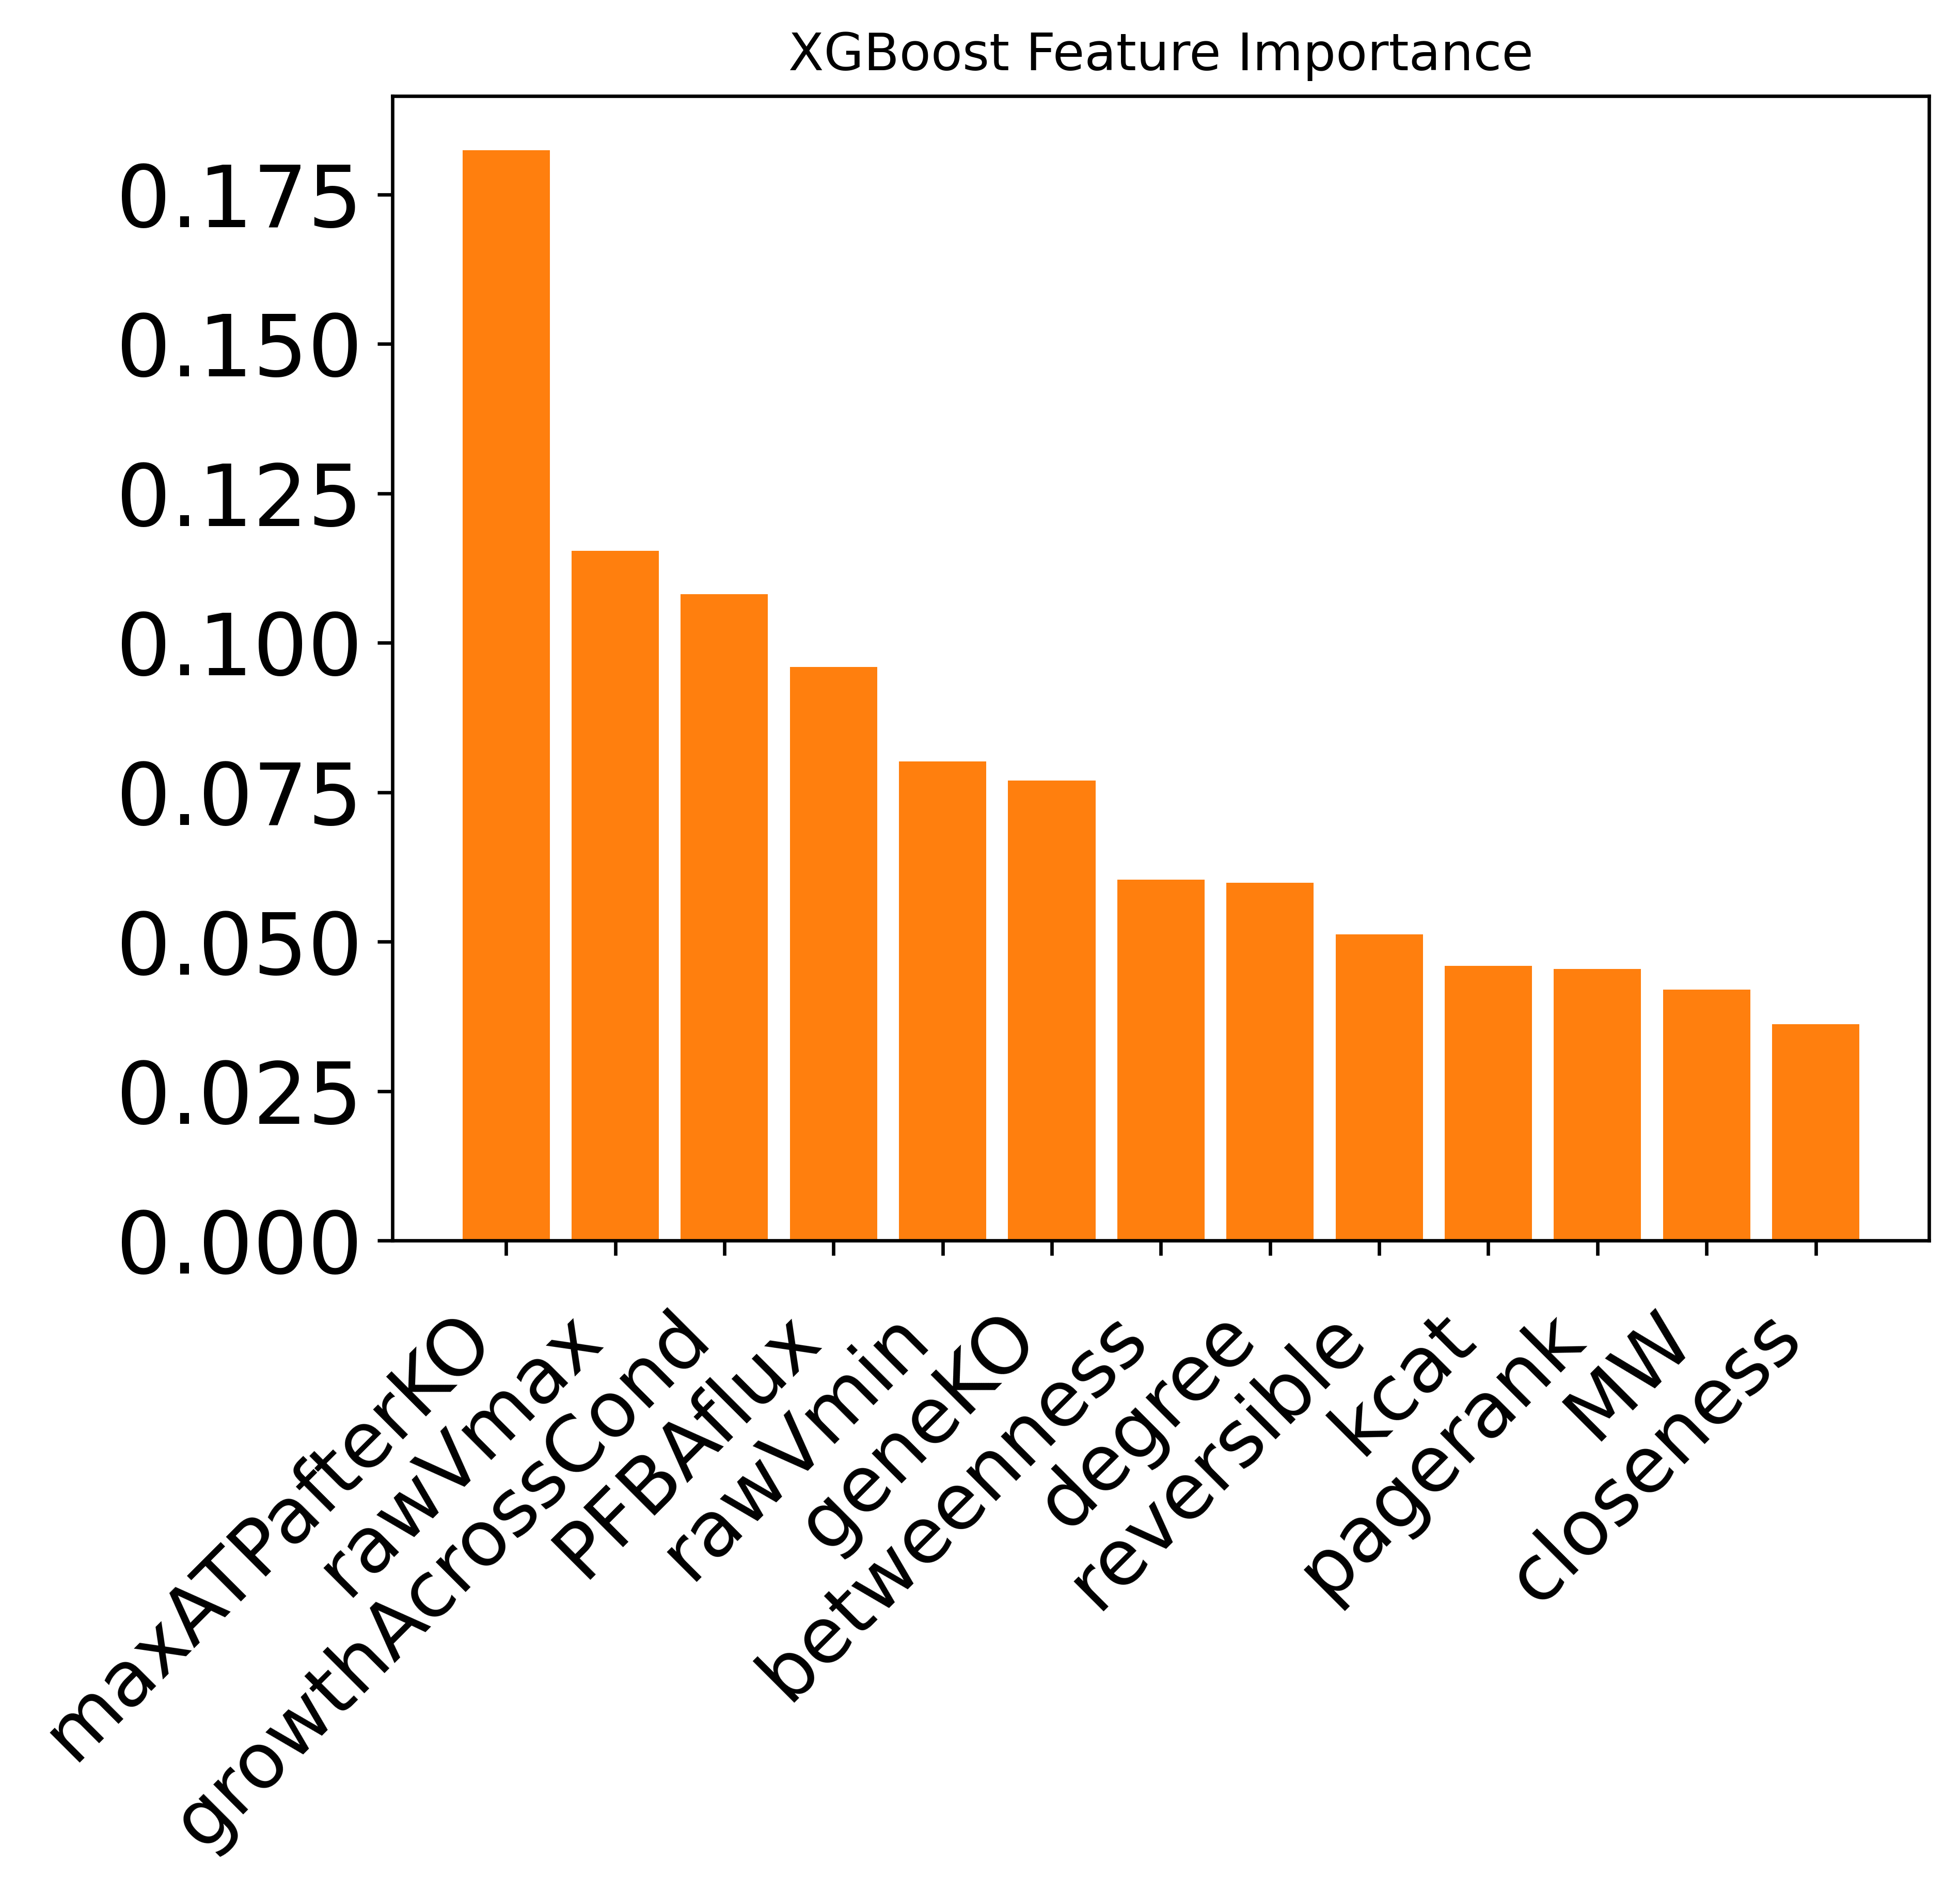 XGBoost Feature Importance
0.175
0.150
0.125
0.100
0.075
0.050
0.025
0.000
maxATPafterKO
rawVmax
growthAcrossCond
pFBAflux
rawVmin
geneKO
betweenness
degree
reversible
kcat
pagerank
MW
closeness